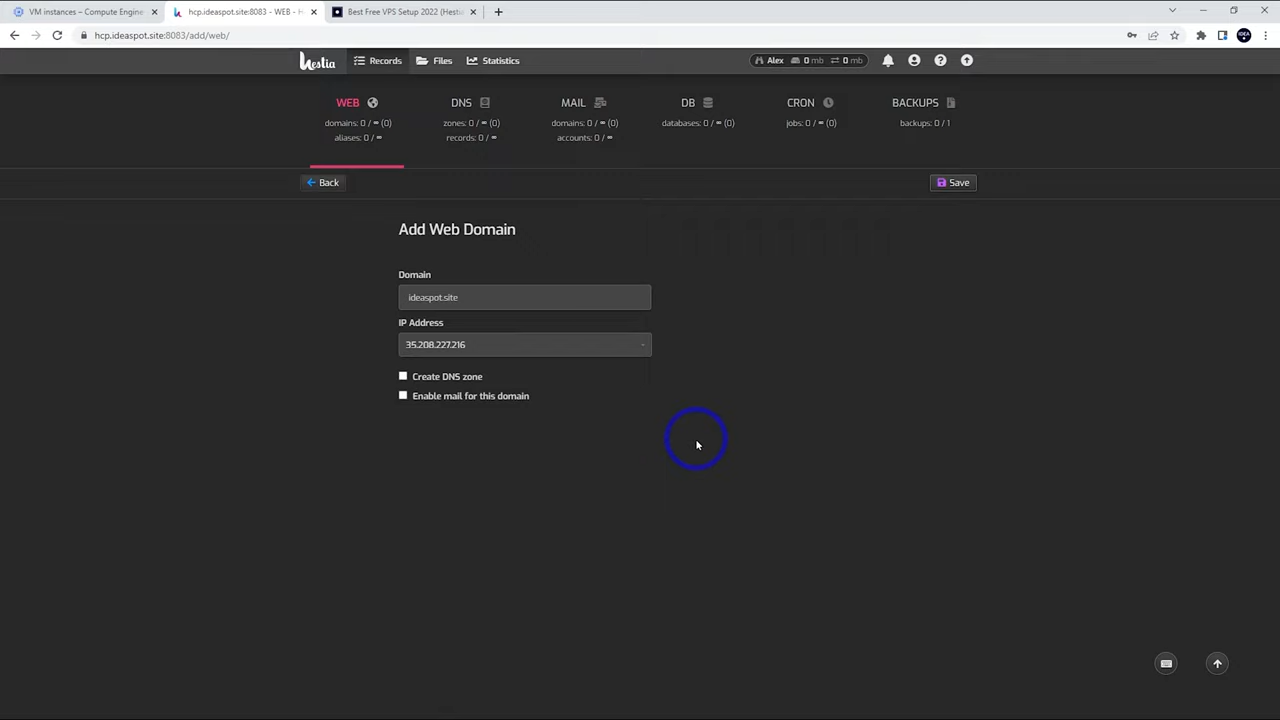 VM instances – Compute Engine
hcp.ideaspot.site:8083 - WEB - H
Best Free VPS Setup 2022 (Hestia
hcp.ideaspot.site:8083/add/web/
Hestia
Records
Files
Statistics
Alex 0 mb 0 mb
WEB
domains: 0 / ∞ (0)
aliases: 0 / ∞
DNS
zones: 0 / ∞ (0)
records: 0 / ∞
MAIL
domains: 0 / ∞ (0)
accounts: 0 / ∞
DB
databases: 0 / ∞ (0)
CRON
jobs: 0 / ∞ (0)
BACKUPS
backups: 0 / 1
Back
Save
Add Web Domain
Domain
ideaspot.site
IP Address
35.208.227.216
Create DNS zone
Enable mail for this domain